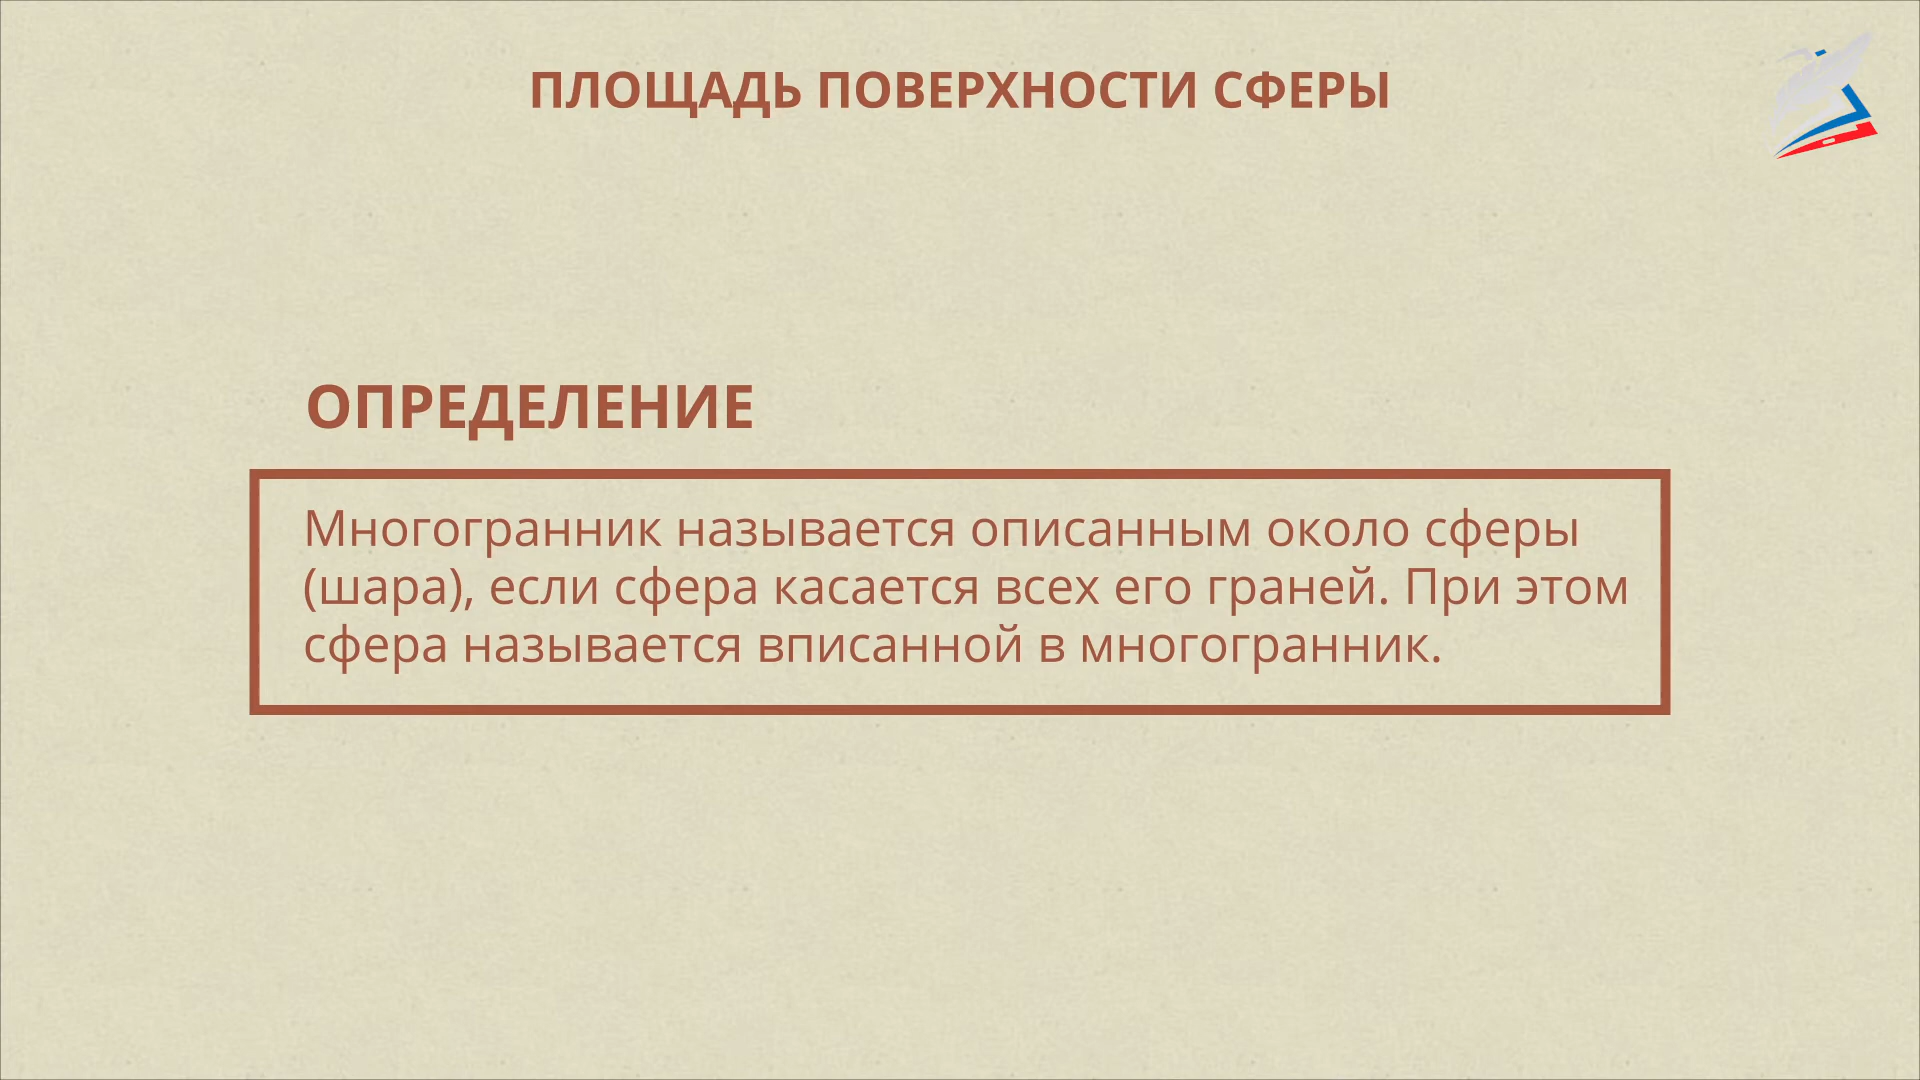 ПЛОЩАДЬ ПОВЕРХНОСТИ СФЕРЫ
ОПРЕДЕЛЕНИЕ
Многогранник называется описанным около сферы
(шара), если сфера касается всех его граней. При этом
сфера называется вписанной в многогранник.